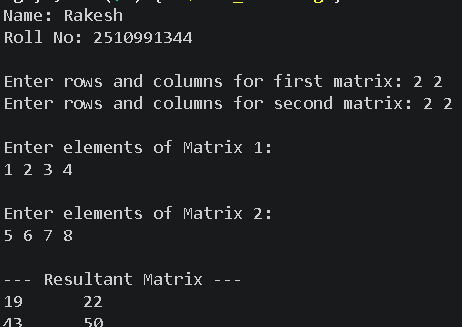 Name: Rakesh
Roll No: 2510991344
Enter rows and columns for first matrix: 2 2
Enter rows and columns for second matrix: 2 2
Enter elements of Matrix 1:
1 2 3 4
Enter elements of Matrix 2:
5 6 7 8
--- Resultant Matrix ---
19 22
43 50